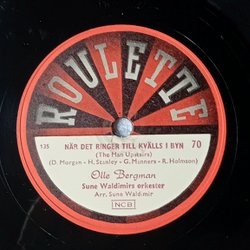 ROULETTE
135
NÄR DET RINGER TILL KVÄLLS I BYN 70
(The Man Upstairs)
(D. Morgan - H. Stanley - G. Manners - R. Holmson)
Olle Bergman
Sune Waldimirs orkester
Arr. Sune Waldimir
NCB